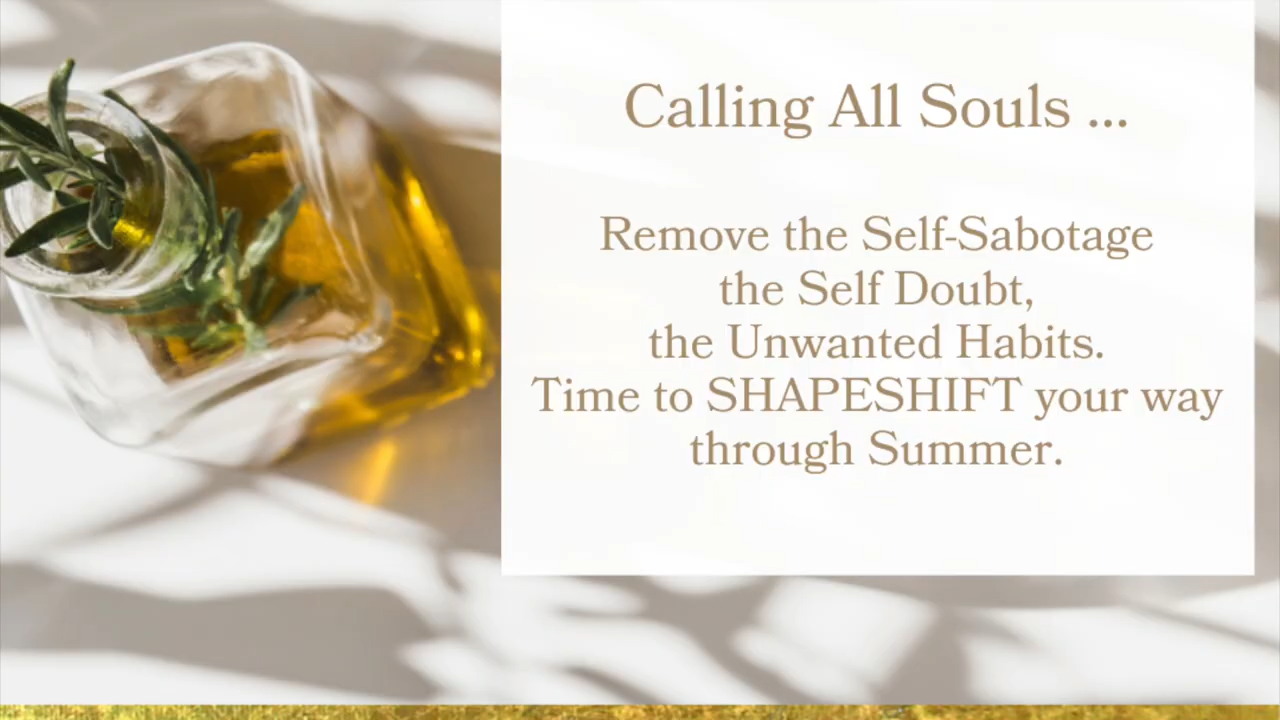 Calling All Souls ...
Remove the Self-Sabotage
the Self Doubt,
the Unwanted Habits.
Time to SHAPESHIFT your way
through Summer.